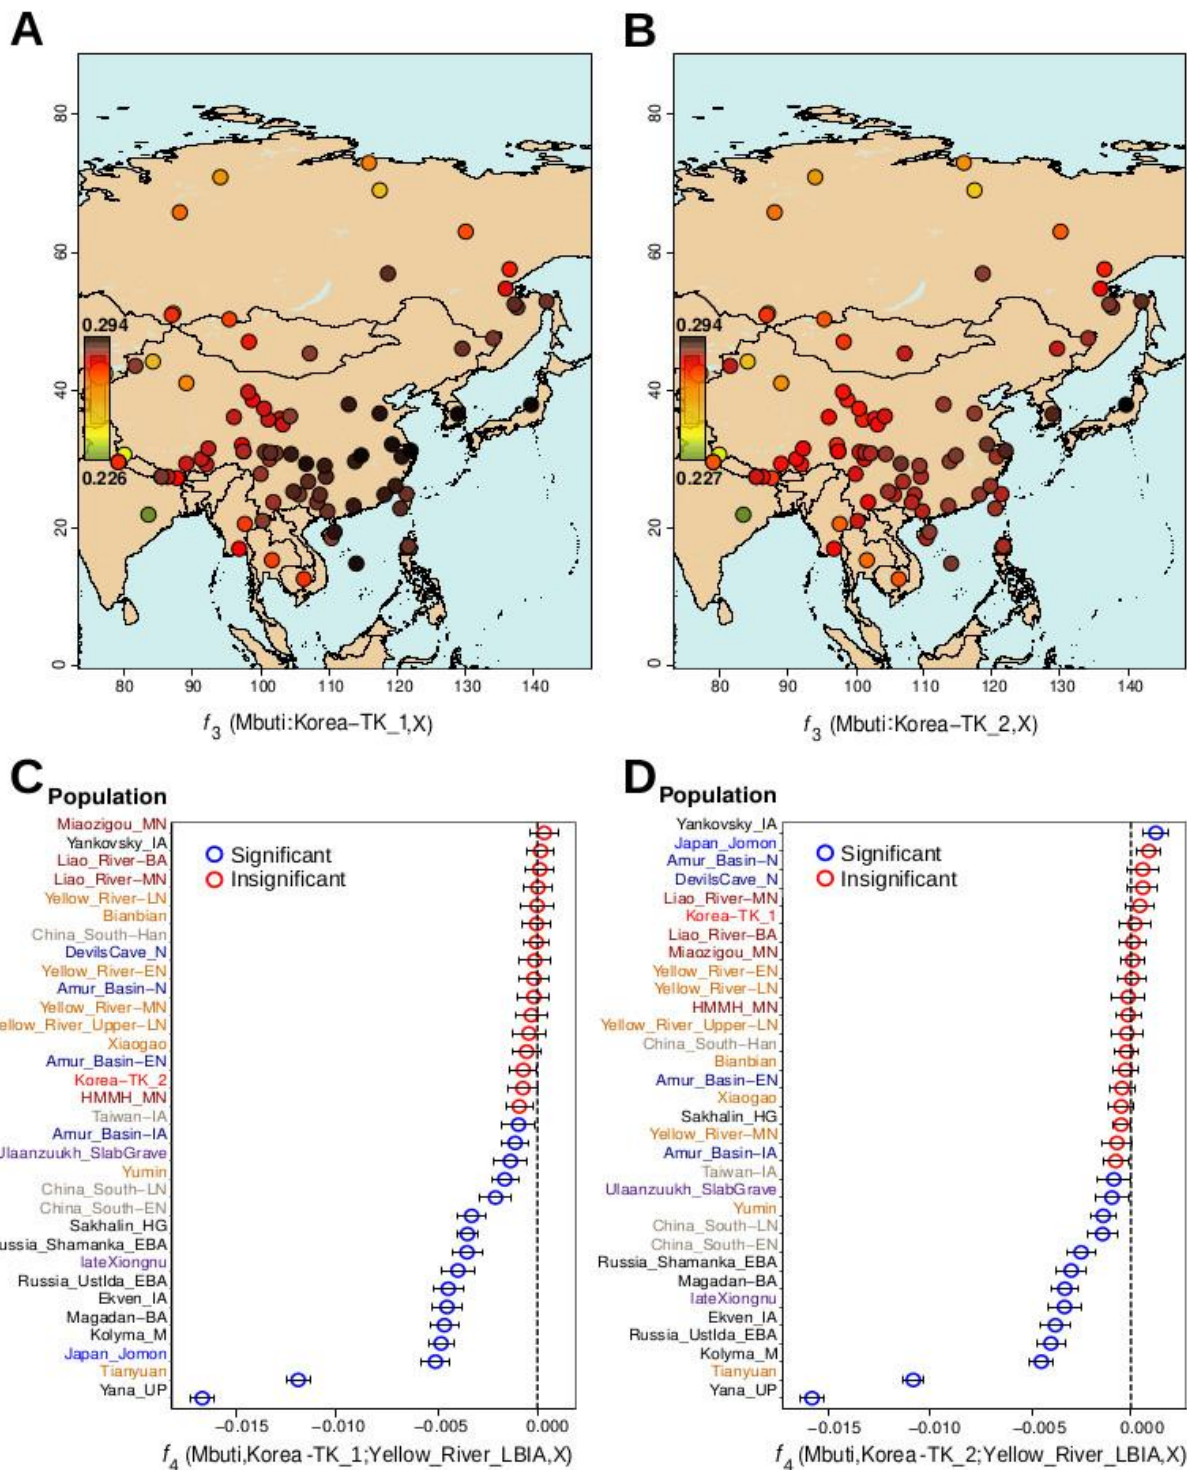 A
B
80
60
40
20
0
0.294
0.226
80 90 100 110 120 130 140
f3 (Mbuti:Korea−TK_1,X)
80
60
40
20
0
0.294
0.227
80 90 100 110 120 130 140
f3 (Mbuti:Korea−TK_2,X)
C
Population
Miaozigou_MN
Yankovsky_IA
Liao_River−BA
Liao_River−MN
Yellow_River−LN
Bianbian
China_South−Han
DevilsCave_N
Yellow_River−EN
Amur_Basin−N
Yellow_River−MN
ellow_River_Upper−LN
Xiaogao
Amur_Basin−EN
Korea−TK_2
HMMH_MN
Taiwan−IA
Amur_Basin−IA
Ulaanzuukh_SlabGrave
Yumin
China_South−LN
China_South−EN
Sakhalin_HG
ussia_Shamanka_EBA
lateXiongnu
Russia_UstIda_EBA
Ekven_IA
Magadan−BA
Kolyma_M
Japan_Jomon
Tianyuan
Yana_UP
Significant
Insignificant
−0.015 −0.010 −0.005 0.000
f4 (Mbuti,Korea-TK_1;Yellow_River_LBIA,X)
D
Population
Yankovsky_IA
Japan_Jomon
Amur_Basin−N
DevilsCave_N
Liao_River−MN
Korea−TK_1
Liao_River−BA
Miaozigou_MN
Yellow_River−EN
Yellow_River−LN
HMMH_MN
Yellow_River_Upper−LN
China_South−Han
Bianbian
Amur_Basin−EN
Xiaogao
Sakhalin_HG
Yellow_River−MN
Amur_Basin−IA
Taiwan−IA
Ulaanzuukh_SlabGrave
Yumin
China_South−LN
China_South−EN
Russia_Shamanka_EBA
Magadan−BA
lateXiongnu
Ekven_IA
Russia_UstIda_EBA
Kolyma_M
Tianyuan
Yana_UP
Significant
Insignificant
−0.015 −0.010 −0.005 0.000
f4 (Mbuti,Korea-TK_2;Yellow_River_LBIA,X)